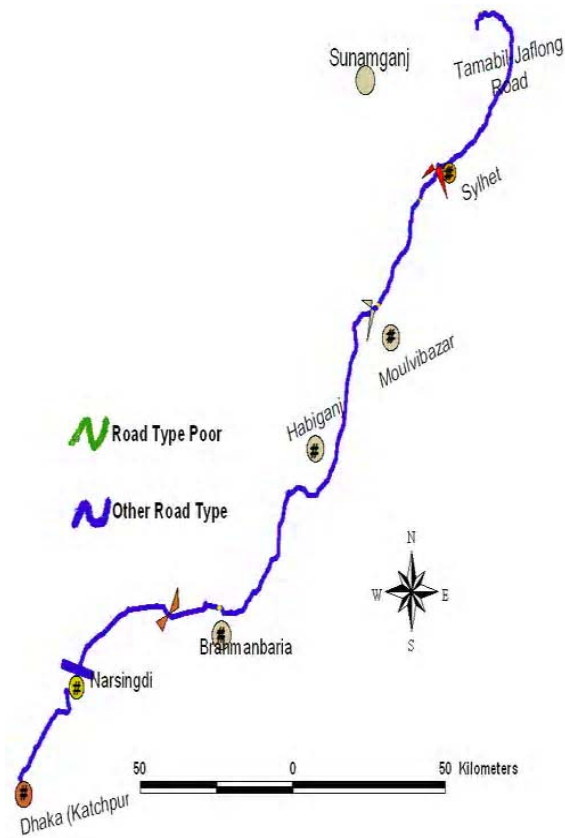 Sunamganj
Tamabil-Jaflong
Road
Sylhet
Moulvibazar
Habiganj
Road Type Poor
Other Road Type
N
W
E
S
Brahmanbaria
Narsingdi
50 0 50 Kilometers
Dhaka (Katchpur